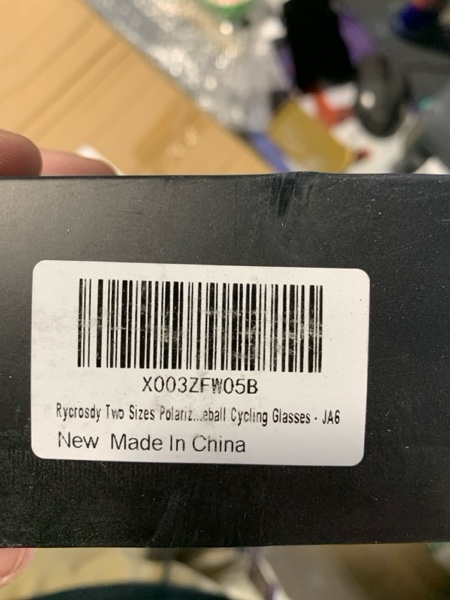 X003ZFW05B
Rycrosdy Two Sizes Polariz...eball Cycling Glasses - JA6
New Made In China